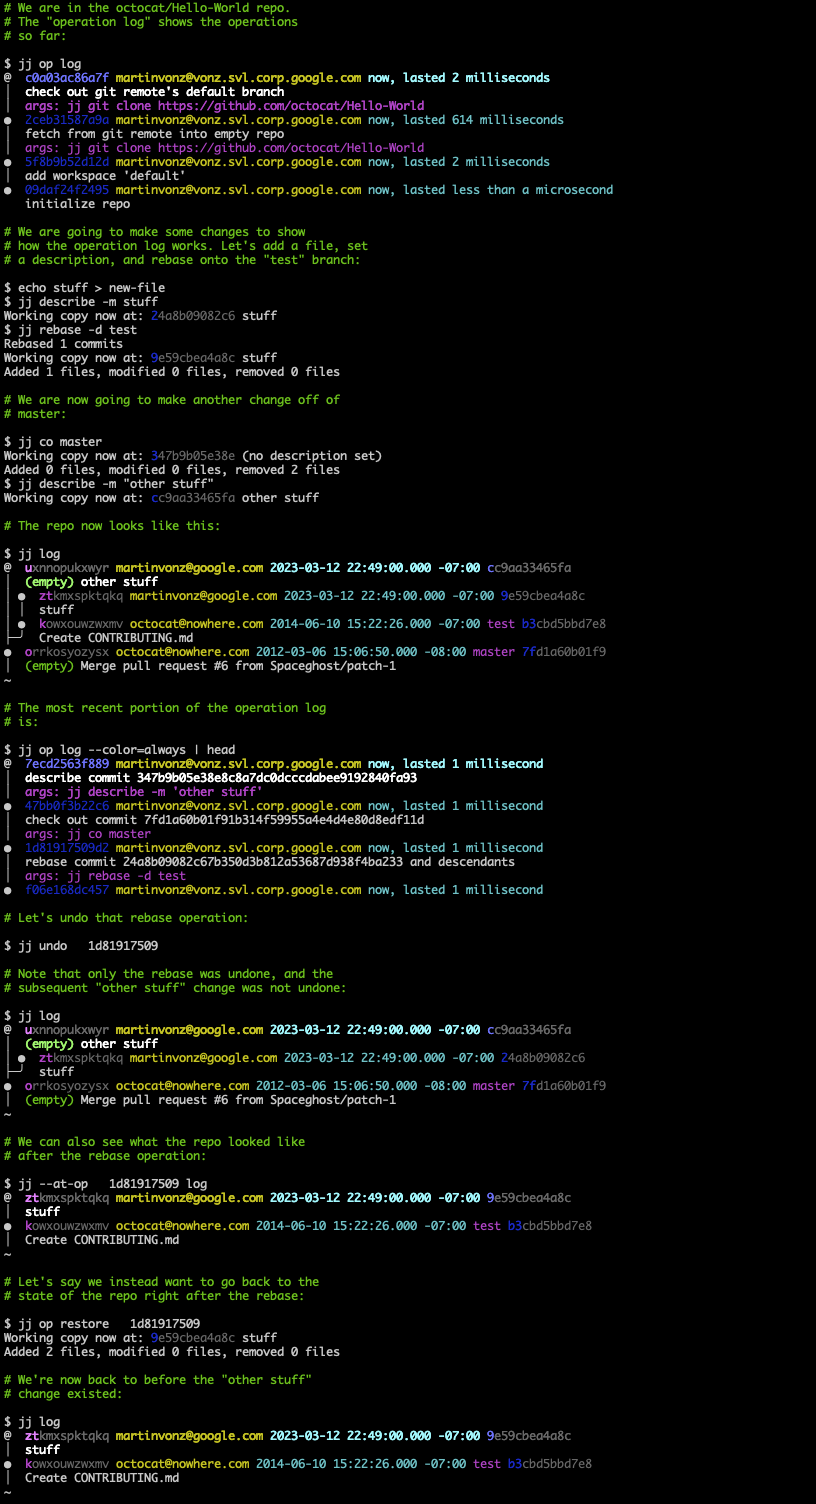 # We are in the octocat/Hello-World repo.
# The "operation log" shows the operations
# so far:

$ jj op log
@  c0a03ac86a7f martinvonz@vonz.svl.corp.google.com now, lasted 2 milliseconds
│  check out git remote's default branch
│  args: jj git clone https://github.com/octocat/Hello-World
●  2ceb31587a9a martinvonz@vonz.svl.corp.google.com now, lasted 614 milliseconds
│  fetch from git remote into empty repo
│  args: jj git clone https://github.com/octocat/Hello-World
●  5f8b9b52d12d martinvonz@vonz.svl.corp.google.com now, lasted 2 milliseconds
│  add workspace 'default'
●  09daf24f2495 martinvonz@vonz.svl.corp.google.com now, lasted less than a microsecond
   initialize repo

# We are going to make some changes to show
# how the operation log works. Let's add a file, set
# a description, and rebase onto the "test" branch:

$ echo stuff > new-file
$ jj describe -m stuff
Working copy now at: 24a8b09082c6 stuff
$ jj rebase -d test
Rebased 1 commits
Working copy now at: 9e59cbea4a8c stuff
Added 1 files, modified 0 files, removed 0 files

# We are now going to make another change off of
# master:

$ jj co master
Working copy now at: 347b9b05e38e (no description set)
Added 0 files, modified 0 files, removed 2 files
$ jj describe -m "other stuff"
Working copy now at: cc9aa33465fa other stuff

# The repo now looks like this:

$ jj log
@  uxnnopukxwyr martinvonz@google.com 2023-03-12 22:49:00.000 -07:00 cc9aa33465fa
│  (empty) other stuff
│ ●  ztkmxspktqkq martinvonz@google.com 2023-03-12 22:49:00.000 -07:00 9e59cbea4a8c
│ │  stuff
│ ●  kowxouwzwxmv octocat@nowhere.com 2014-06-10 15:22:26.000 -07:00 test b3cbd5bbd7e8
├─╯  Create CONTRIBUTING.md
●  orrkosyozysx octocat@nowhere.com 2012-03-06 15:06:50.000 -08:00 master 7fd1a60b01f9
│  (empty) Merge pull request #6 from Spaceghost/patch-1
~

# The most recent portion of the operation log
# is:

$ jj op log --color=always | head
@  7ecd2563f889 martinvonz@vonz.svl.corp.google.com now, lasted 1 millisecond
│  describe commit 347b9b05e38e8c8a7dc0dcccdabee9192840fa93
│  args: jj describe -m 'other stuff'
●  47bb0f3b22c6 martinvonz@vonz.svl.corp.google.com now, lasted 1 millisecond
│  check out commit 7fd1a60b01f91b314f59955a4e4d4e80d8edf11d
│  args: jj co master
●  1d81917509d2 martinvonz@vonz.svl.corp.google.com now, lasted 1 millisecond
│  rebase commit 24a8b09082c67b350d3b812a53687d938f4ba233 and descendants
│  args: jj rebase -d test
●  f06e168dc457 martinvonz@vonz.svl.corp.google.com now, lasted 1 millisecond

# Let's undo that rebase operation:

$ jj undo   1d81917509

# Note that only the rebase was undone, and the
# subsequent "other stuff" change was not undone:

$ jj log
@  uxnnopukxwyr martinvonz@google.com 2023-03-12 22:49:00.000 -07:00 cc9aa33465fa
│  (empty) other stuff
│ ●  ztkmxspktqkq martinvonz@google.com 2023-03-12 22:49:00.000 -07:00 24a8b09082c6
├─╯  stuff
●  orrkosyozysx octocat@nowhere.com 2012-03-06 15:06:50.000 -08:00 master 7fd1a60b01f9
│  (empty) Merge pull request #6 from Spaceghost/patch-1
~

# We can also see what the repo looked like
# after the rebase operation:

$ jj --at-op   1d81917509 log
@  ztkmxspktqkq martinvonz@google.com 2023-03-12 22:49:00.000 -07:00 9e59cbea4a8c
│  stuff
●  kowxouwzwxmv octocat@nowhere.com 2014-06-10 15:22:26.000 -07:00 test b3cbd5bbd7e8
│  Create CONTRIBUTING.md
~

# Let's say we instead want to go back to the
# state of the repo right after the rebase:

$ jj op restore   1d81917509
Working copy now at: 9e59cbea4a8c stuff
Added 2 files, modified 0 files, removed 0 files

# We're now back to before the "other stuff"
# change existed:

$ jj log
@  ztkmxspktqkq martinvonz@google.com 2023-03-12 22:49:00.000 -07:00 9e59cbea4a8c
│  stuff
●  kowxouwzwxmv octocat@nowhere.com 2014-06-10 15:22:26.000 -07:00 test b3cbd5bbd7e8
│  Create CONTRIBUTING.md
~